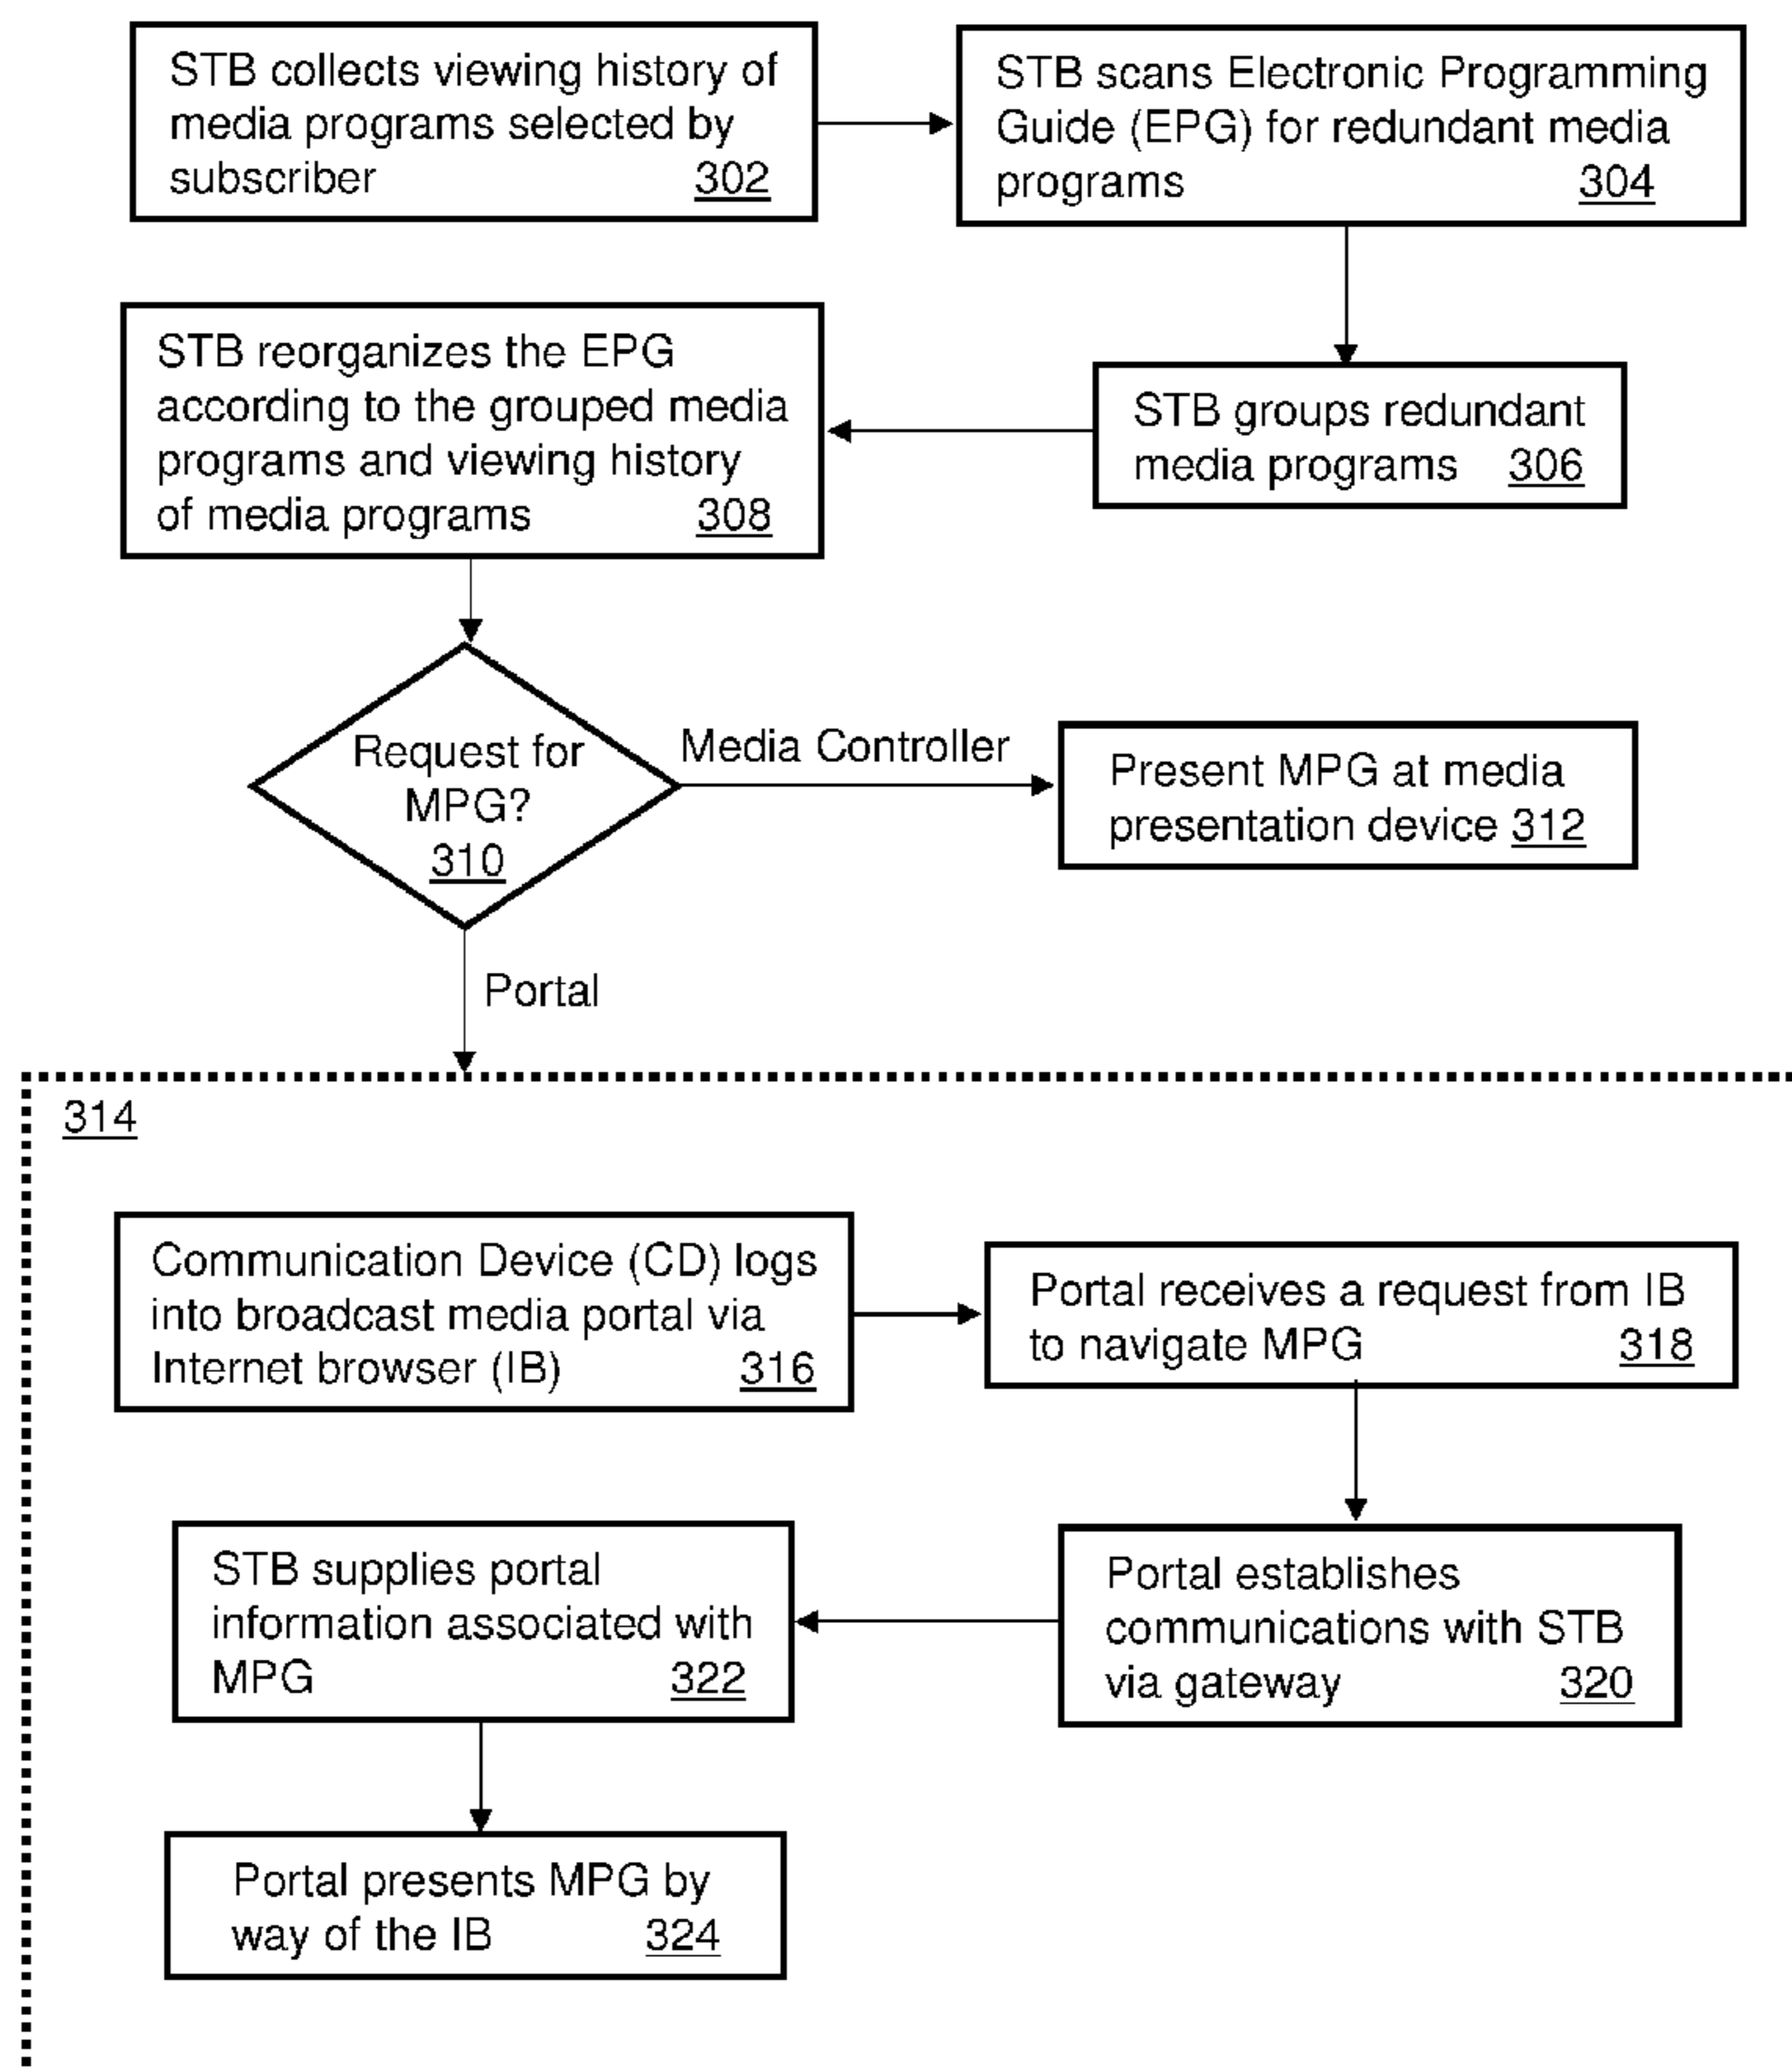 STB collects viewing history of
media programs selected by
subscriber 302
STB scans Electronic Programming
Guide (EPG) for redundant media
programs 304
STB groups redundant
media programs 306
STB reorganizes the EPG
according to the grouped media
programs and viewing history
of media programs 308
Request for
MPG?
310
Media Controller
Present MPG at media
presentation device 312
Portal
314
Communication Device (CD) logs
into broadcast media portal via
Internet browser (IB) 316
Portal receives a request from IB
to navigate MPG 318
Portal establishes
communications with STB
via gateway 320
STB supplies portal
information associated with
MPG 322
Portal presents MPG by
way of the IB 324